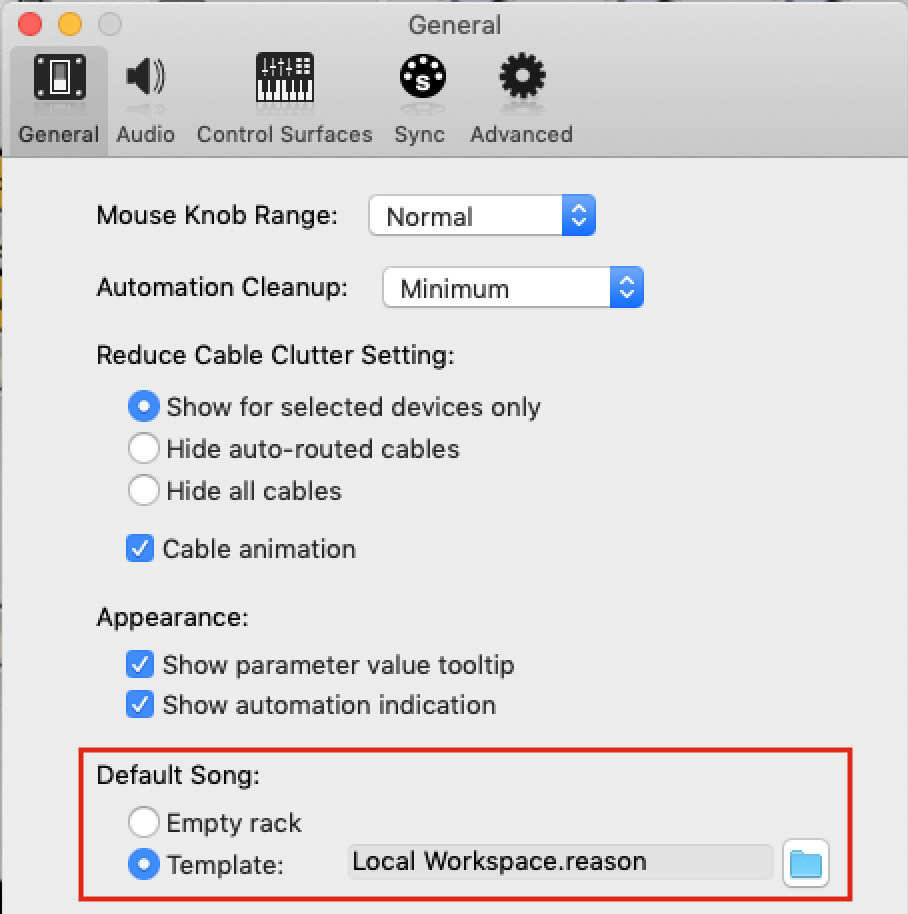 General
General Audio Control Surfaces Sync Advanced
Mouse Knob Range: Normal
Automation Cleanup: Minimum
Reduce Cable Clutter Setting:
Show for selected devices only
Hide auto-routed cables
Hide all cables
Cable animation
Appearance:
Show parameter value tooltip
Show automation indication
Default Song:
Empty rack
Template: Local Workspace.reason